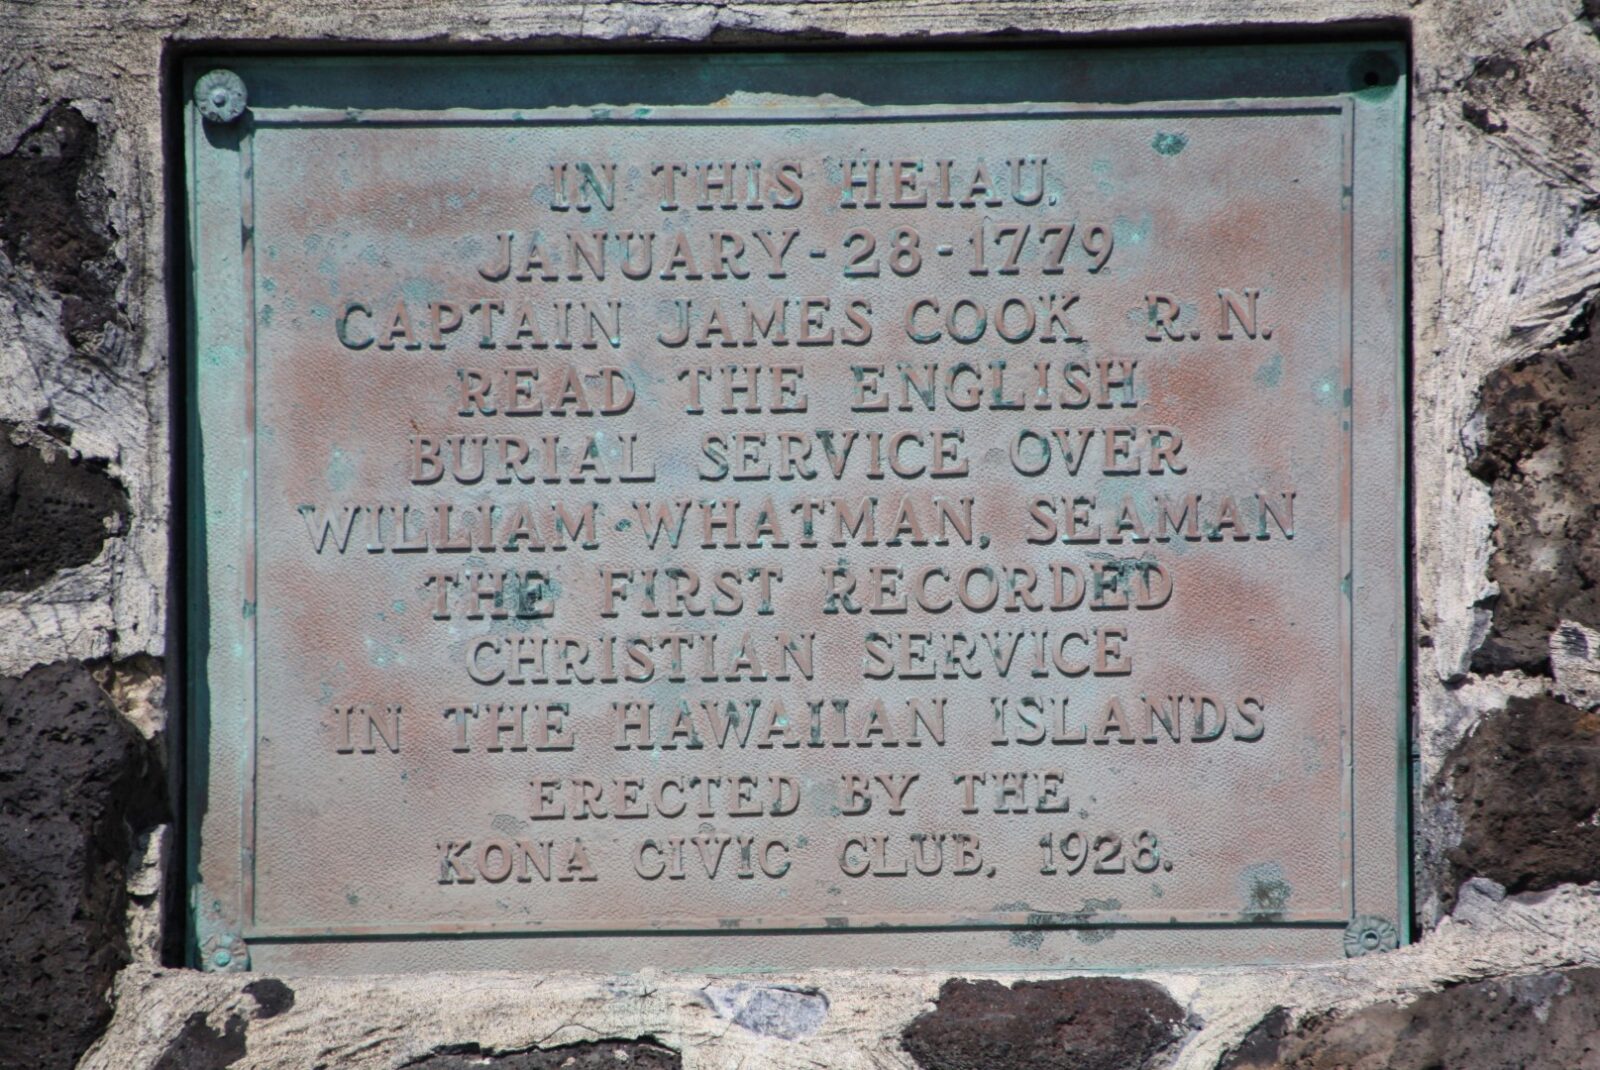 IN THIS HEIAU,
JANUARY-28-1779
CAPTAIN JAMES COOK R.N.
READ THE ENGLISH
BURIAL SERVICE OVER
WILLIAM WHATMAN, SEAMAN
THE FIRST RECORDED
CHRISTIAN SERVICE
IN THE HAWAIIAN ISLANDS
ERECTED BY THE
KONA CIVIC CLUB, 1928.